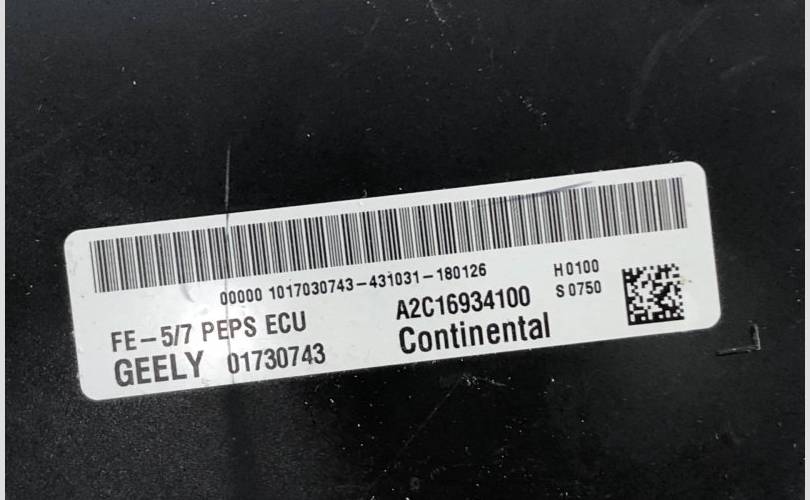 00000 1017030743-431031-180126
FE-5/7 PEPS ECU
GEELY 01730743
A2C16934100
Continental
H0100
S0750